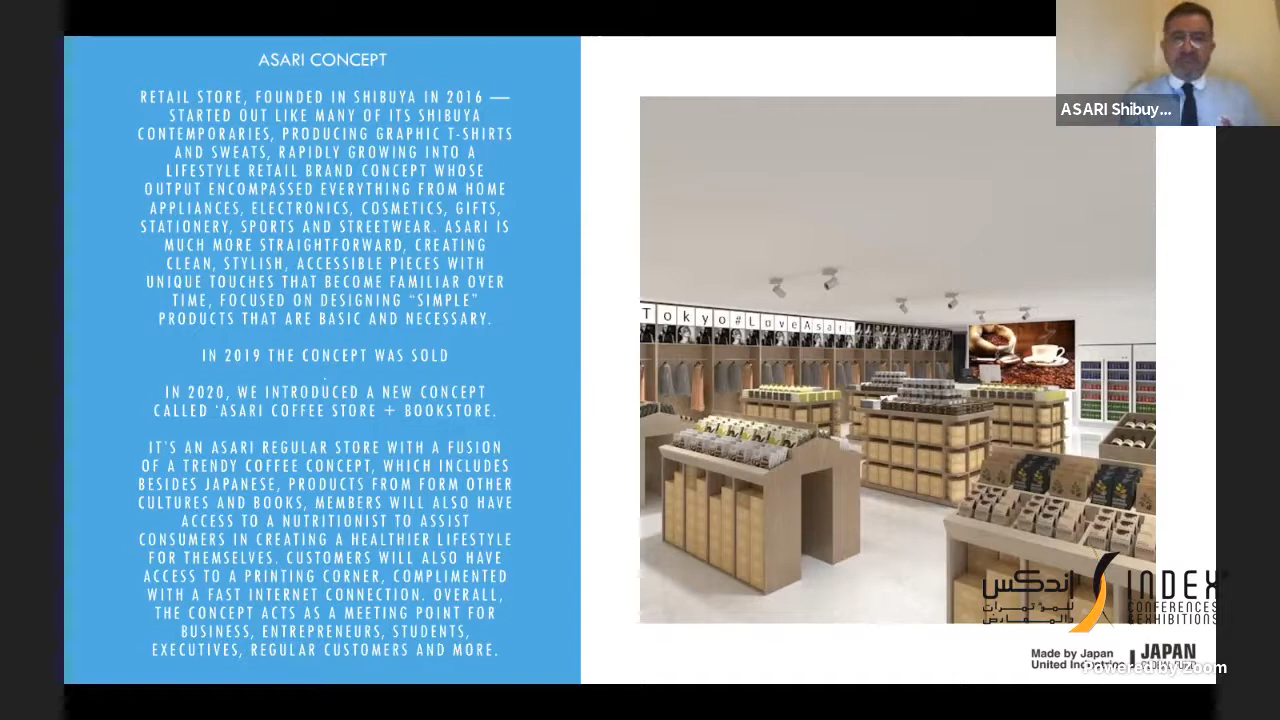 ASARI CONCEPT
RETAIL STORE, FOUNDED IN SHIBUYA IN 2016 —
STARTED OUT LIKE MANY OF ITS SHIBUYA
CONTEMPORARIES, PRODUCING GRAPHIC T-SHIRTS
AND SWEATS, RAPIDLY GROWING INTO A
LIFESTYLE RETAIL BRAND CONCEPT WHOSE
OUTPUT ENCOMPASSED EVERYTHING FROM HOME
APPLIANCES, ELECTRONICS, COSMETICS, GIFTS,
STATIONERY, SPORTS AND STREETWEAR. ASARI IS
MUCH MORE STRAIGHTFORWARD, CREATING
CLEAN, STYLISH, ACCESSIBLE PIECES WITH
UNIQUE TOUCHES THAT BECOME FAMILIAR OVER
TIME, FOCUSED ON DESIGNING “SIMPLE”
PRODUCTS THAT ARE BASIC AND NECESSARY.
IN 2019 THE CONCEPT WAS SOLD
.
IN 2020, WE INTRODUCED A NEW CONCEPT
CALLED 'ASARI COFFEE STORE + BOOKSTORE.
IT'S AN ASARI REGULAR STORE WITH A FUSION
OF A TRENDY COFFEE CONCEPT, WHICH INCLUDES
BESIDES JAPANESE, PRODUCTS FROM FORM OTHER
CULTURES AND BOOKS, MEMBERS WILL ALSO HAVE
ACCESS TO A NUTRITIONIST TO ASSIST
CONSUMERS IN CREATING A HEALTHIER LIFESTYLE
FOR THEMSELVES. CUSTOMERS WILL ALSO HAVE
ACCESS TO A PRINTING CORNER, COMPLIMENTED
WITH A FAST INTERNET CONNECTION. OVERALL,
THE CONCEPT ACTS AS A MEETING POINT FOR
BUSINESS, ENTREPRENEURS, STUDENTS,
EXECUTIVES, REGULAR CUSTOMERS AND MORE.
ASARI Shibuy...
Tokyo#LoveAsari
اندكس
للمؤتمرات
والمعارض
INDEX
CONFERENCES
&EXHIBITIONS
Made by Japan
United Industries
JAPAN
Powered by Zoom